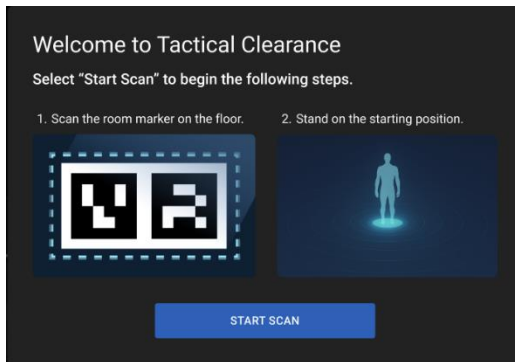 Welcome to Tactical Clearance
Select “Start Scan” to begin the following steps.
1. Scan the room marker on the floor.
2. Stand on the starting position.
START SCAN